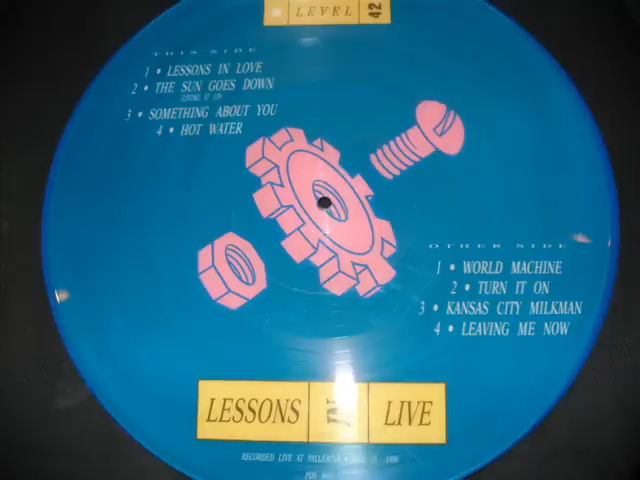 LEVEL 42
THIS SIDE
1 • LESSONS IN LOVE
2 • THE SUN GOES DOWN
(LIVING IT UP)
3 • SOMETHING ABOUT YOU
4 • HOT WATER
OTHER SIDE
1 • WORLD MACHINE
2 • TURN IT ON
3 • KANSAS CITY MILKMAN
4 • LEAVING ME NOW
LESSONS IN LIVE
RECORDED LIVE AT
PDS